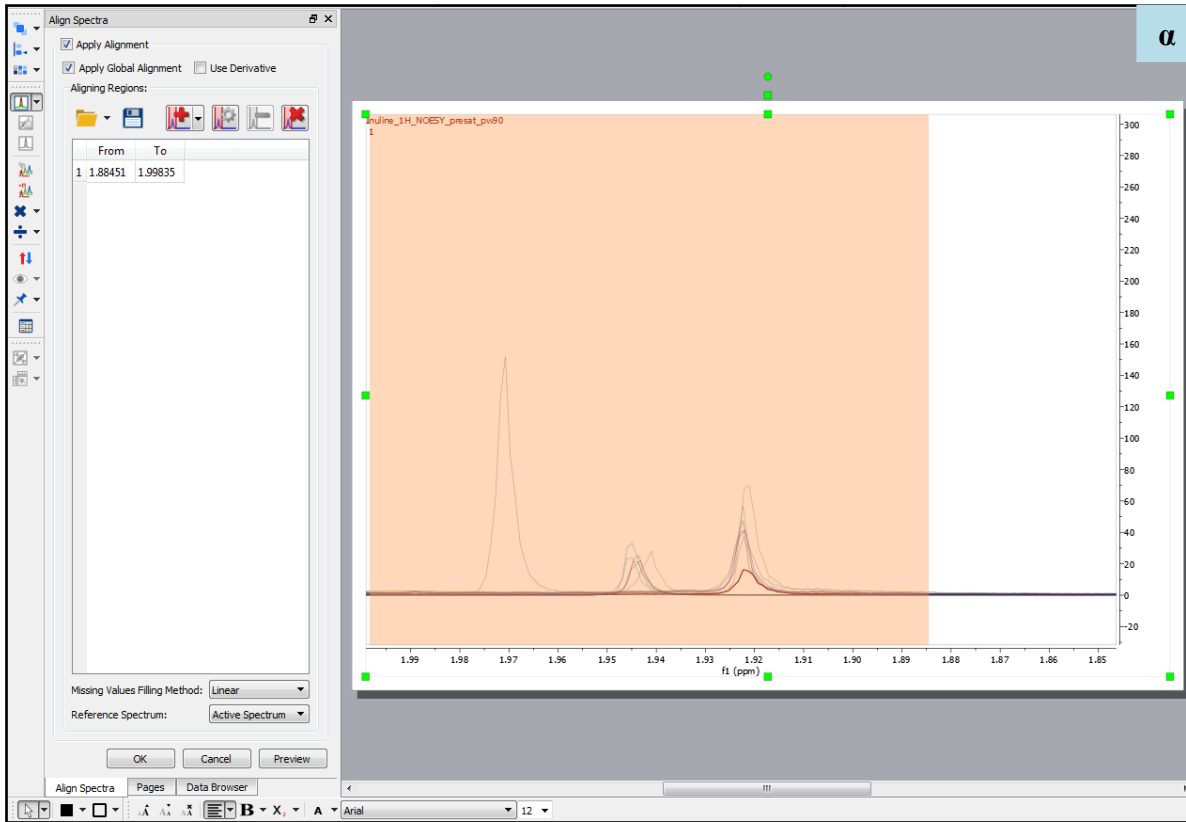 Align Spectra
α
Apply Alignment
Apply Global Alignment Use Derivative
Aligning Regions:
From To
1 1.88451 1.99835
Missing Values Filling Method: Linear
Reference Spectrum: Active Spectrum
OK Cancel Preview
Align Spectra Pages Data Browser
Inuline_1H_NOESY_presat_pw90
1
300
280
260
240
220
200
180
160
140
120
100
80
60
40
20
0
-20
1.99 1.98 1.97 1.96 1.95 1.94 1.93 1.92 1.91 1.90 1.89 1.88 1.87 1.86 1.85
f1 (ppm)
B X₂ A Arial 12